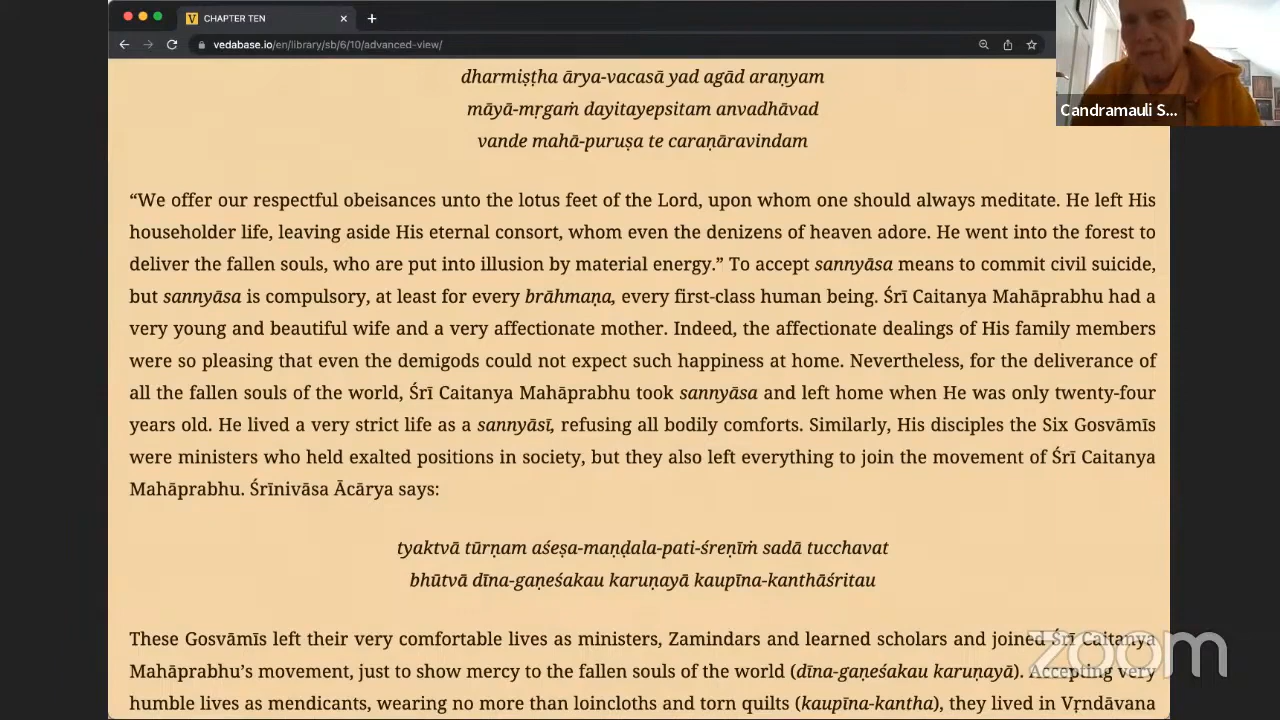 CHAPTER TEN
vedabase.io/en/library/sb/6/10/advanced-view/
Candramauli S...
dharmiṣṭha ārya-vacasā yad agād araṇyam
māyā-mṛgaṁ dayitayepsitam anvadhāvad
vande mahā-puruṣa te caraṇāravindam
“We offer our respectful obeisances unto the lotus feet of the Lord, upon whom one should always meditate. He left His
householder life, leaving aside His eternal consort, whom even the denizens of heaven adore. He went into the forest to
deliver the fallen souls, who are put into illusion by material energy.” To accept sannyāsa means to commit civil suicide,
but sannyāsa is compulsory, at least for every brāhmaṇa, every first-class human being. Śrī Caitanya Mahāprabhu had a
very young and beautiful wife and a very affectionate mother. Indeed, the affectionate dealings of His family members
were so pleasing that even the demigods could not expect such happiness at home. Nevertheless, for the deliverance of
all the fallen souls of the world, Śrī Caitanya Mahāprabhu took sannyāsa and left home when He was only twenty-four
years old. He lived a very strict life as a sannyāsī, refusing all bodily comforts. Similarly, His disciples the Six Gosvāmīs
were ministers who held exalted positions in society, but they also left everything to join the movement of Śrī Caitanya
Mahāprabhu. Śrīnivāsa Ācārya says:
tyaktvā tūrṇam aśeṣa-maṇḍala-pati-śreṇīṁ sadā tucchavat
bhūtvā dīna-gaṇeśakau karuṇayā kaupīna-kanthāśritau
These Gosvāmīs left their very comfortable lives as ministers, Zamindars and learned scholars and joined Śrī Caitanya
Mahāprabhu’s movement, just to show mercy to the fallen souls of the world (dīna-gaṇeśakau karuṇayā). Accepting very
humble lives as mendicants, wearing no more than loincloths and torn quilts (kaupīna-kantha), they lived in Vṛndāvana
zoom